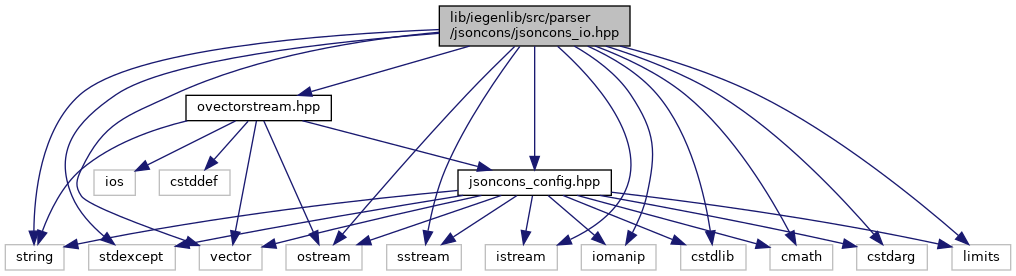 lib/iegenlib/src/parser
/jsoncons/jsoncons_io.hpp
ovectorstream.hpp
ios
cstddef
jsoncons_config.hpp
string
stdexcept
vector
ostream
sstream
istream
iomanip
cstdlib
cmath
cstdarg
limits